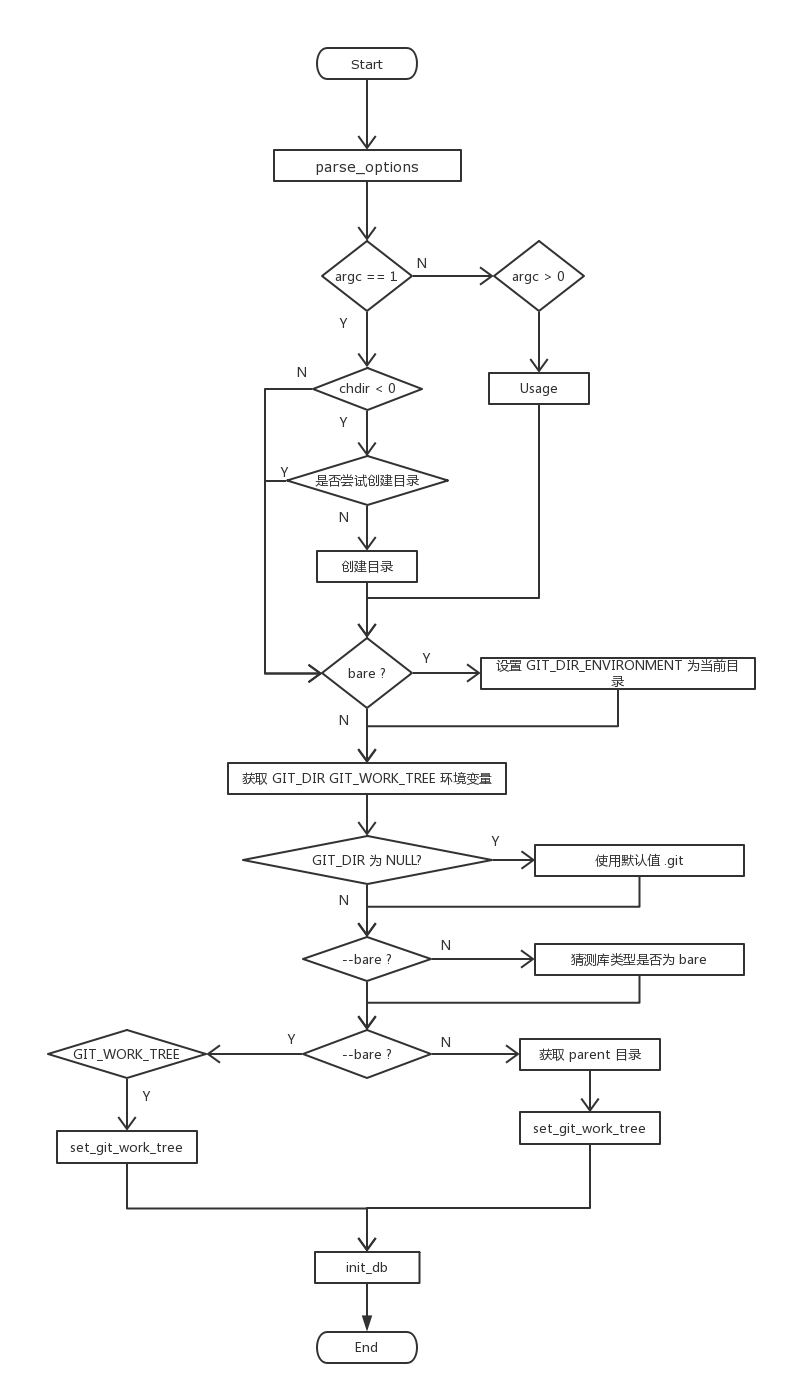 Start
parse_options
argc == 1
N
argc > 0
Y
N
chdir < 0
Usage
Y
Y
是否尝试创建目录
N
创建目录
bare ?
Y
设置 GIT_DIR_ENVIRONMENT 为当前目
录
N
获取 GIT_DIR GIT_WORK_TREE 环境变量
GIT_DIR 为 NULL?
Y
使用默认值 .git
N
--bare ?
N
猜测库类型是否为 bare
GIT_WORK_TREE
Y
--bare ?
N
获取 parent 目录
Y
set_git_work_tree
set_git_work_tree
init_db
End